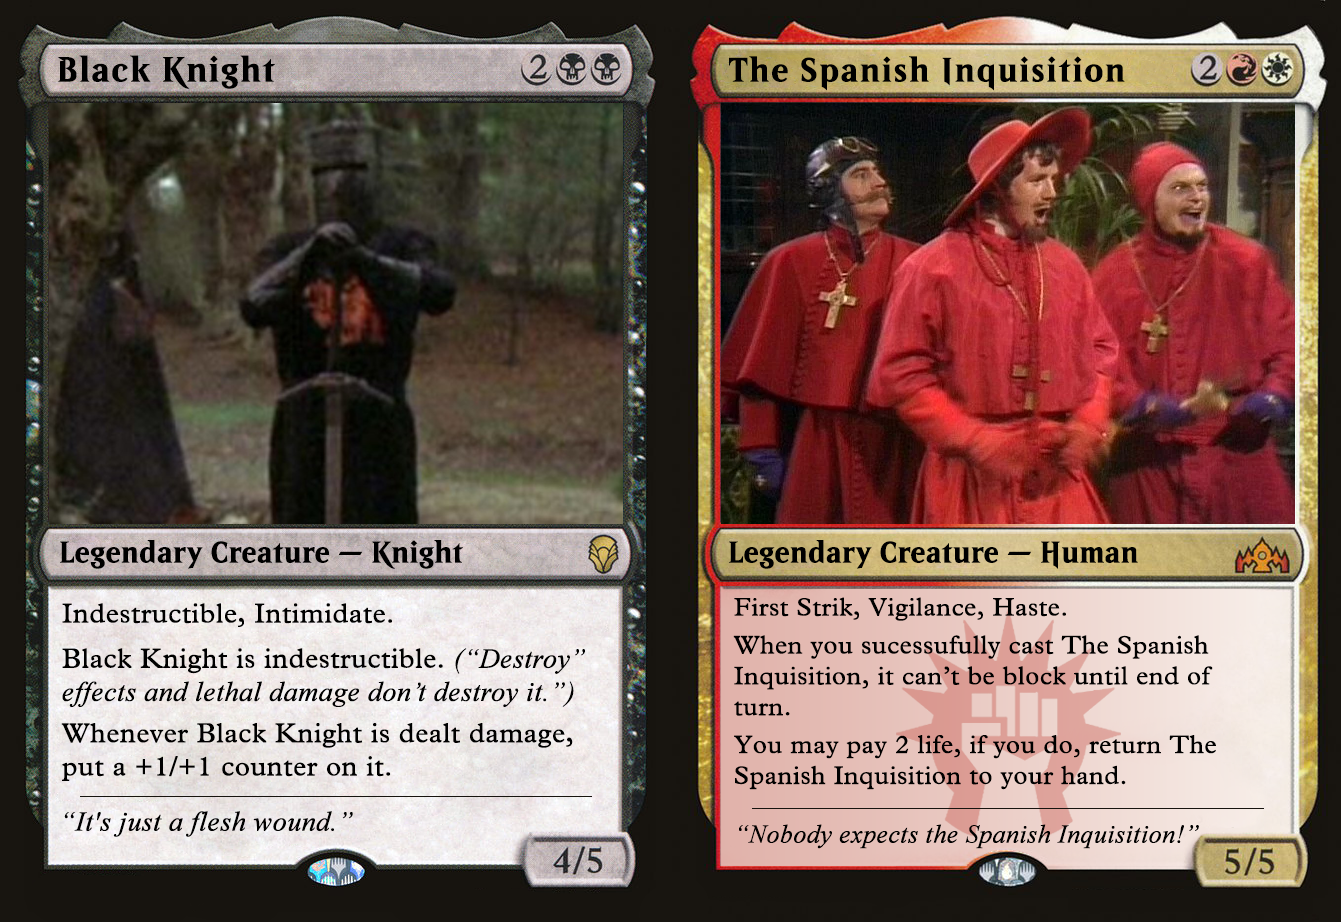 Black Knight 2
Legendary Creature — Knight
Indestructible, Intimidate.
Black Knight is indestructible. (“Destroy”
effects and lethal damage don’t destroy it.”)
Whenever Black Knight is dealt damage,
put a +1/+1 counter on it.
“It's just a flesh wound.”
4/5
The Spanish Inquisition 2
Legendary Creature — Human
First Strik, Vigilance, Haste.
When you sucessufully cast The Spanish
Inquisition, it can’t be block until end of
turn.
You may pay 2 life, if you do, return The
Spanish Inquisition to your hand.
“Nobody expects the Spanish Inquisition!”
5/5